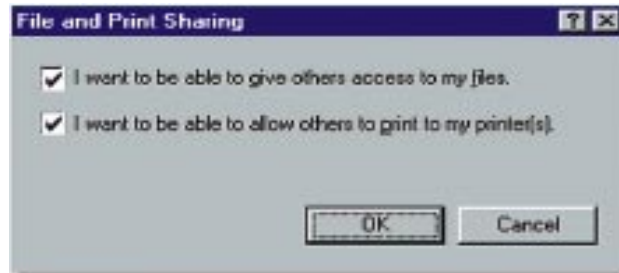 File and Print Sharing
I want to be able to give others access to my files.
I want to be able to allow others to print to my printer(s).
OK Cancel